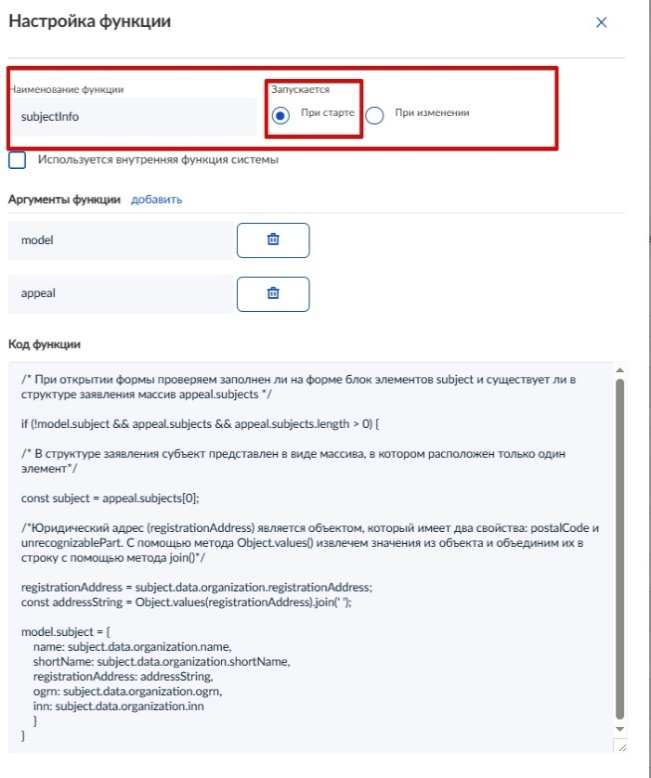 Настройка функции
Наименование функции
Запускается
subjectInfo
При старте
При изменении
Используется внутренняя функция системы
Аргументы функции добавить
model
appeal
Код функции
/* При открытии формы проверяем заполнен ли на форме блок элементов subject и существует ли в
структуре заявления массив appeal.subjects */
if (!model.subject && appeal.subjects && appeal.subjects.length > 0) {
/* В структуре заявления субъект представлен в виде массива, в котором расположен только один
элемент*/
const subject = appeal.subjects[0];
/*Юридический адрес (registrationAddress) является объектом, который имеет два свойства: postalCode и
unrecognizablePart. С помощью метода Object.values() извлечем значения из объекта и объединим их в
строку с помощью метода join()*/
registrationAddress = subject.data.organization.registrationAddress;
const addressString = Object.values(registrationAddress).join(' ');
model.subject = {
name: subject.data.organization.name,
shortName: subject.data.organization.shortName,
registrationAddress: addressString,
ogrn: subject.data.organization.ogrn,
inn: subject.data.organization.inn
}
}